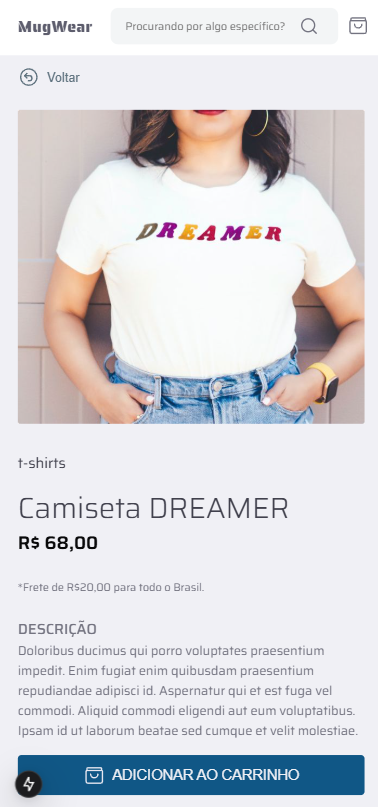 MugWear
Procurando por algo específico?
Voltar
DREAMER
t-shirts
Camiseta DREAMER
R$ 68,00
*Frete de R$20,00 para todo o Brasil.
DESCRIÇÃO
Doloribus ducimus qui porro voluptates praesentium
impedit. Enim fugiat enim quibusdam praesentium
repudiandae adipisci id. Aspernatur qui et est fuga vel
commodi. Aliquid commodi eligendi aut eum voluptatibus.
Ipsam id ut laborum beatae sed cumque et velit molestiae.
ADICIONAR AO CARRINHO